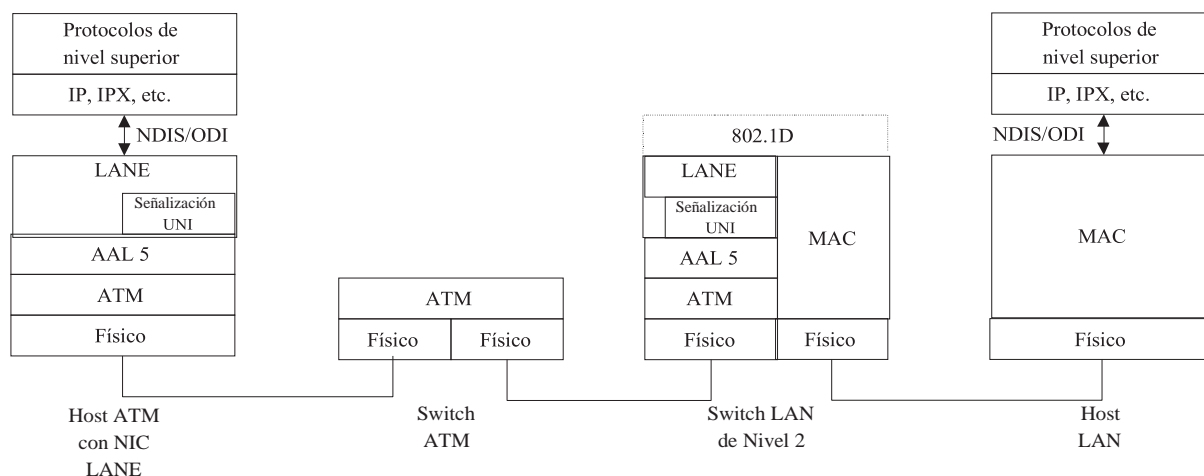 Protocolos de
nivel superior
IP, IPX, etc.
NDIS/ODI
LANE
Señalización
UNI
AAL 5
ATM
Físico
Host ATM
con NIC
LANE
ATM
Físico
Físico
Switch
ATM
802.1D
LANE
Señalización
UNI
AAL 5
ATM
Físico
MAC
Físico
Switch LAN
de Nivel 2
Protocolos de
nivel superior
IP, IPX, etc.
NDIS/ODI
MAC
Físico
Host
LAN